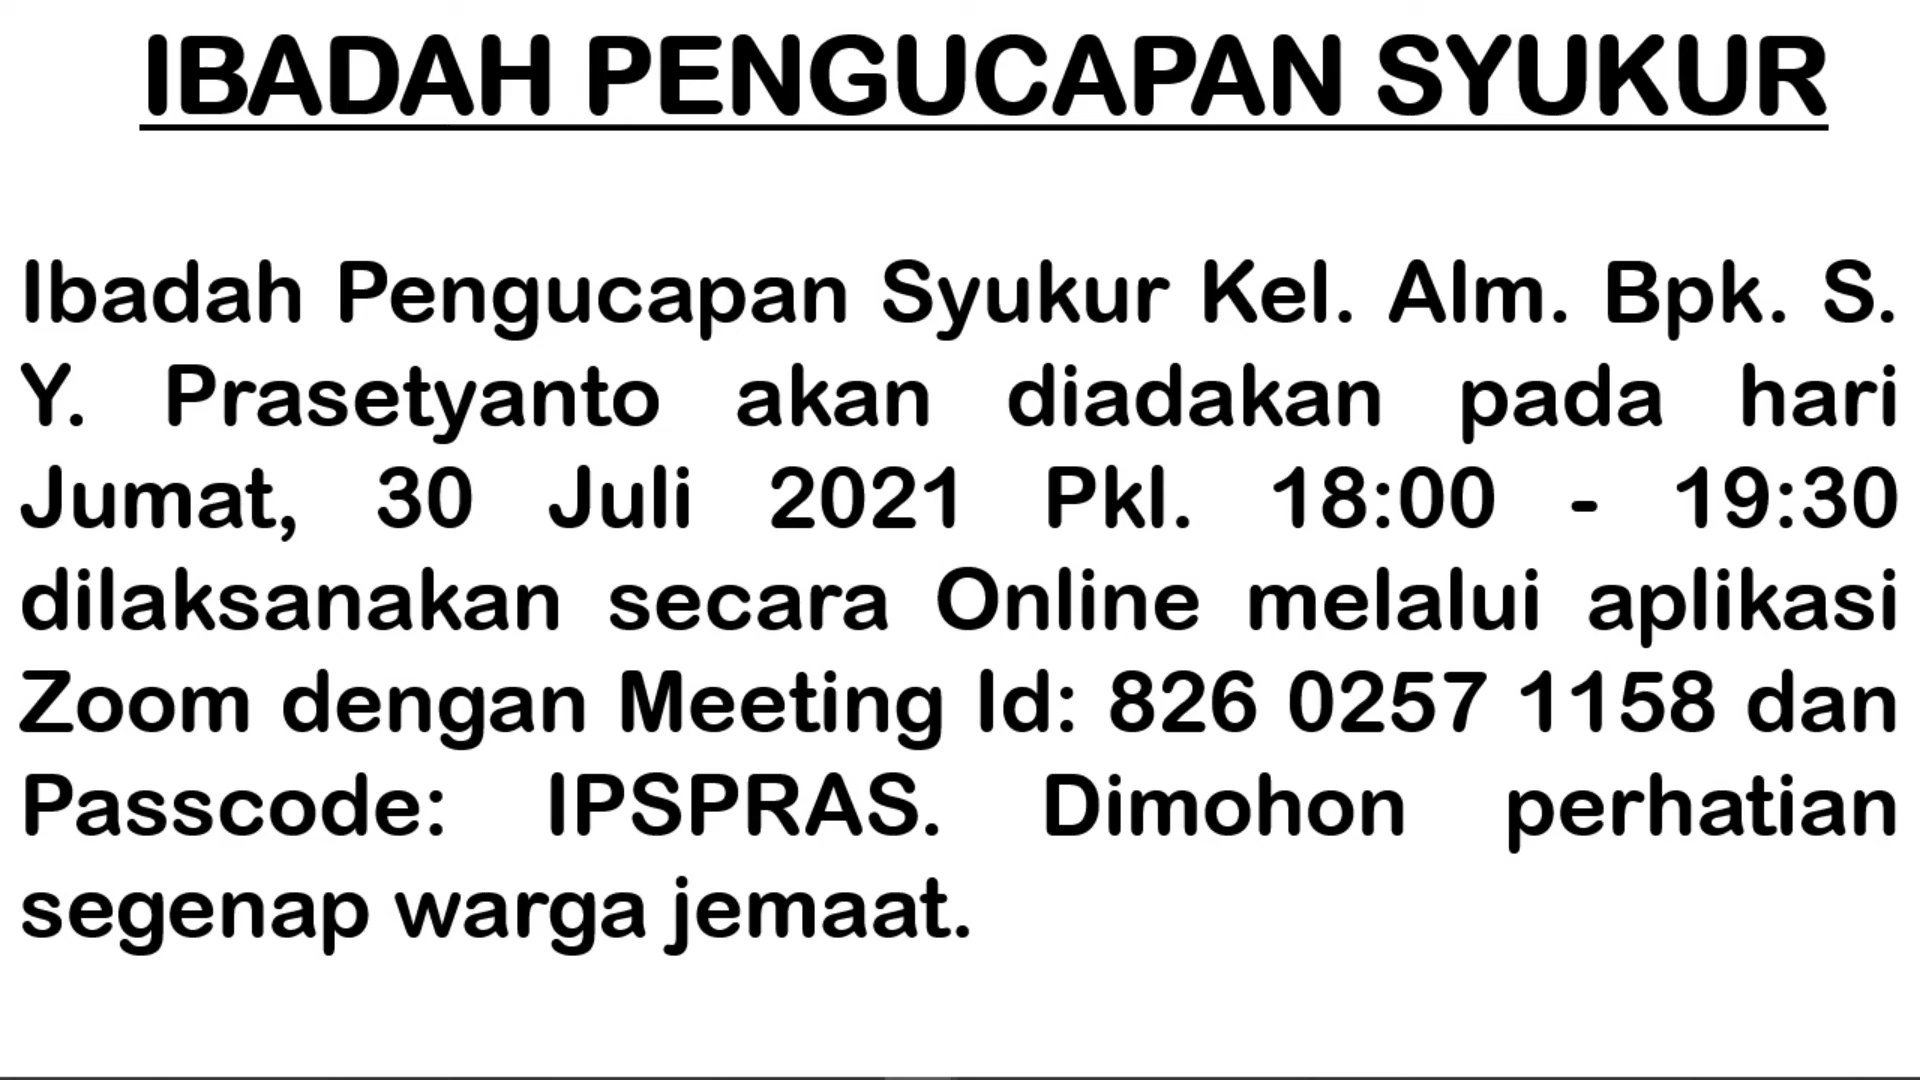 IBADAH PENGUCAPAN SYUKUR
Ibadah Pengucapan Syukur Kel. Alm. Bpk. S.
Y. Prasetyanto akan diadakan pada hari
Jumat, 30 Juli 2021 Pkl. 18:00 - 19:30
dilaksanakan secara Online melalui aplikasi
Zoom dengan Meeting Id: 826 0257 1158 dan
Passcode: IPSPRAS. Dimohon perhatian
segenap warga jemaat.